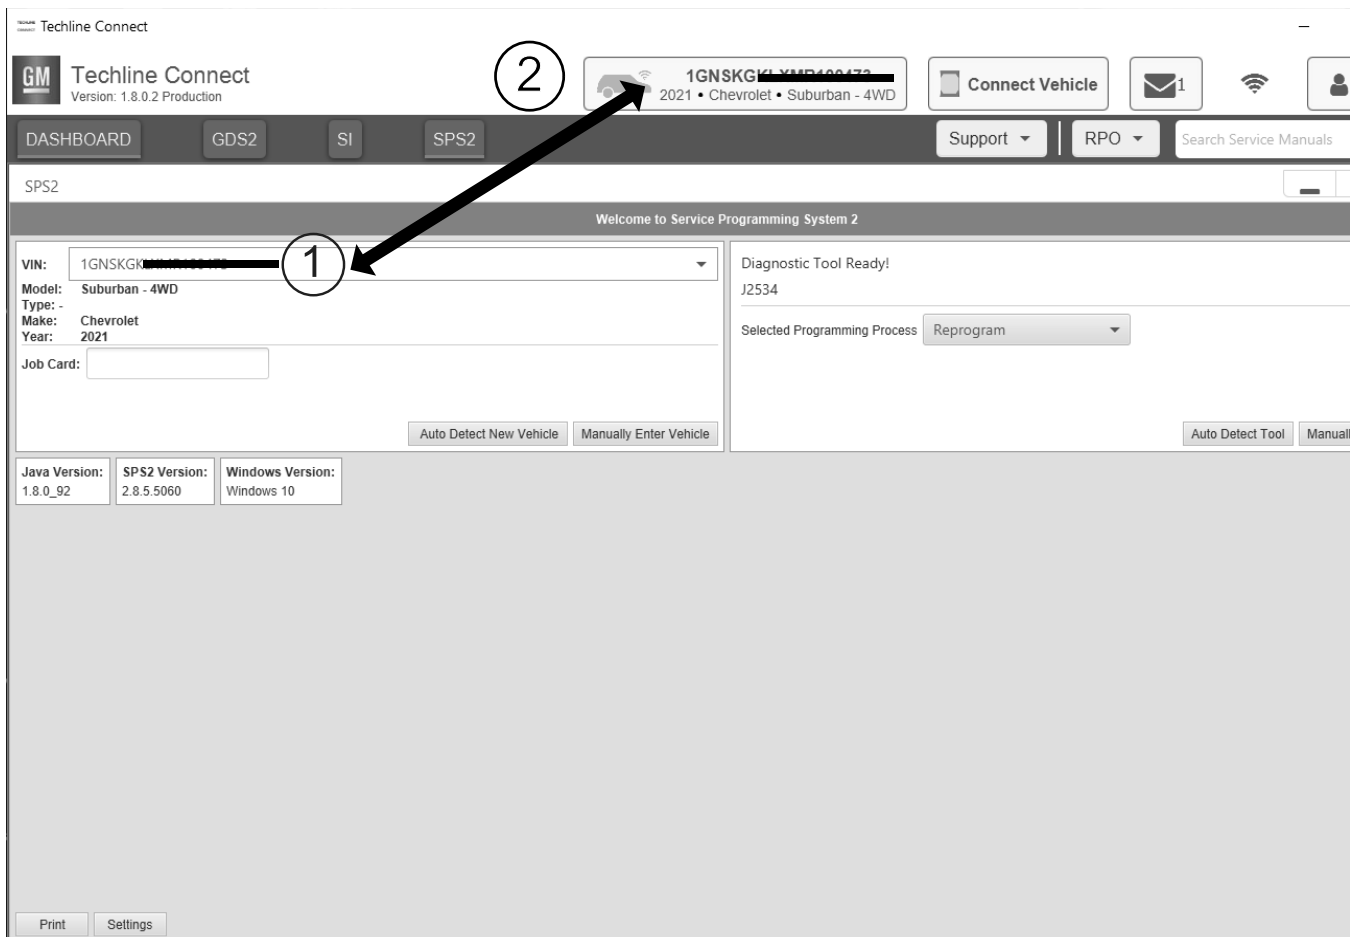 Techline Connect
GM
Techline Connect
Version: 1.8.0.2 Production
2
1GNSKG
2021 • Chevrolet • Suburban - 4WD
Connect Vehicle
1
DASHBOARD
GDS2
SI
SPS2
Support
RPO
Search Service Manuals
SPS2
Welcome to Service Programming System 2
VIN:
1GNSKGK
1
Model: Suburban - 4WD
Type: -
Make: Chevrolet
Year: 2021
Job Card:
Auto Detect New Vehicle
Manually Enter Vehicle
Diagnostic Tool Ready!
J2534
Selected Programming Process
Reprogram
Auto Detect Tool
Manuall
Java Version:
1.8.0_92
SPS2 Version:
2.8.5.5060
Windows Version:
Windows 10
Print
Settings